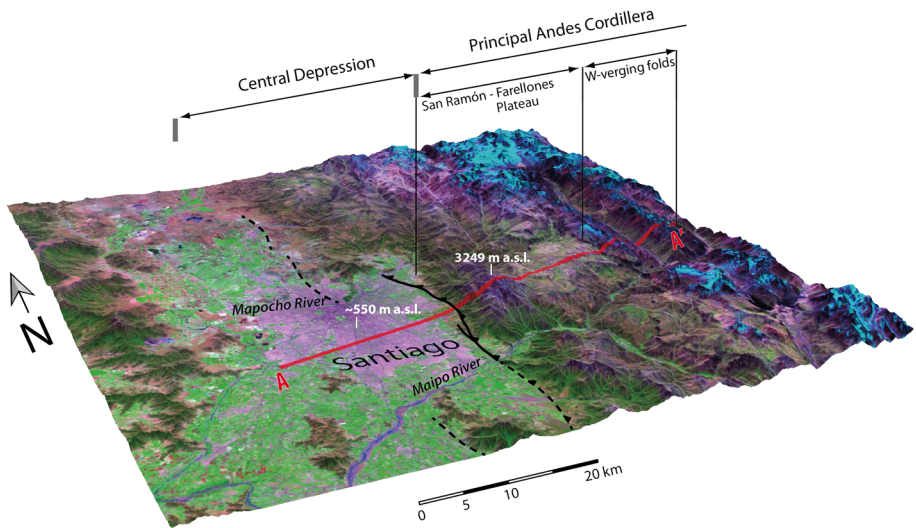 Principal Andes Cordillera
Central Depression
W-verging folds
San Ramón - Farellones
Plateau
A'
3249 m a.s.l.
Mapocho River
~550 m a.s.l.
N
Santiago
A
Maipo River
0
5
10
20 km